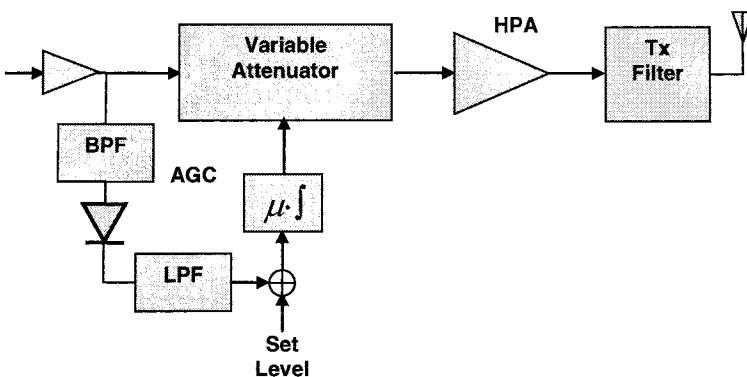 HPA
Variable
Attenuator
Tx
Filter
BPF
AGC
μ·∫
LPF
Set
Level